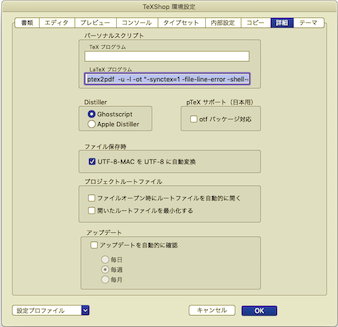 TeXShop 環境設定
書類 エディタ プレビュー コンソール タイプセット 内部設定 コピー 詳細 テーマ
パーソナルスクリプト
TeX プログラム
LaTeX プログラム
ptex2pdf -u -l -ot "-synctex=1 -file-line-error -shell-
Distiller
Ghostscript
Apple Distiller
pTeX サポート（日本用）
otf パッケージ対応
ファイル保存時
UTF-8-MAC を UTF-8 に自動変換
プロジェクトルートファイル
ファイルオープン時にルートファイルを自動的に開く
開いたルートファイルを最小化する
アップデート
アップデートを自動的に確認
毎日
毎週
毎月
設定プロファイル
キャンセル
OK